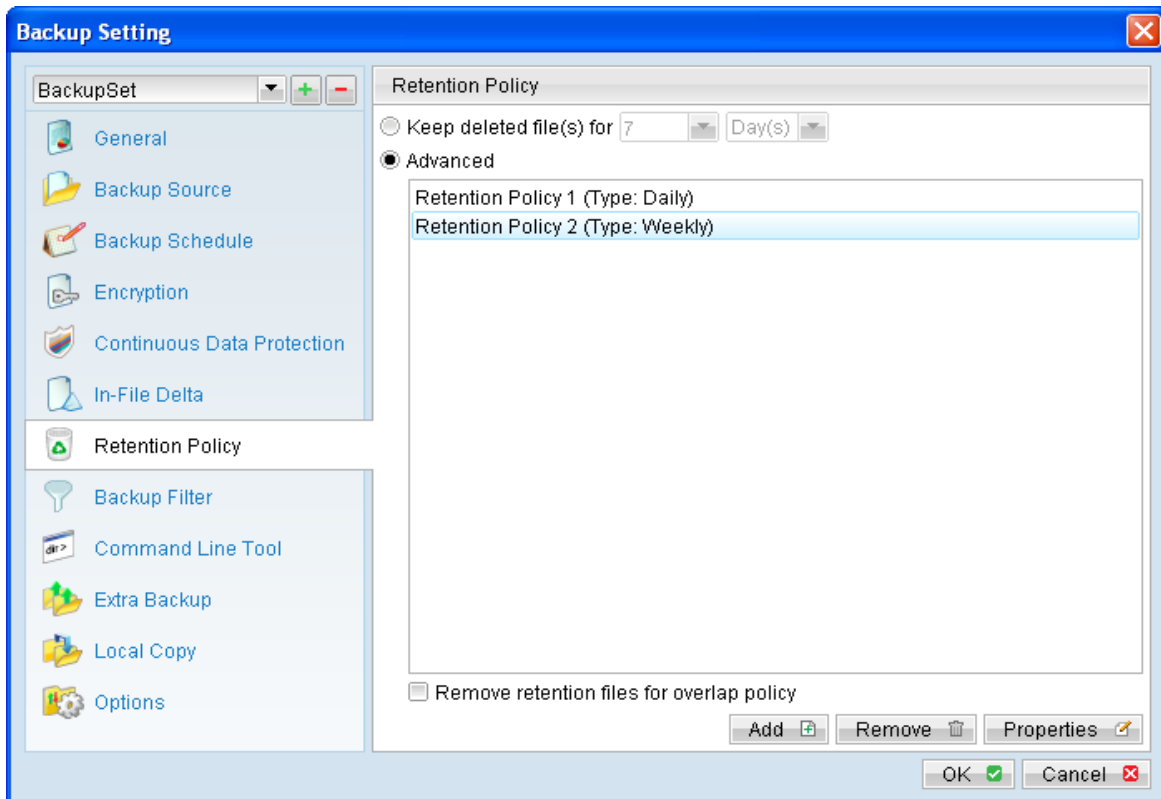 Backup Setting
BackupSet
General
Backup Source
Backup Schedule
Encryption
Continuous Data Protection
In-File Delta
Retention Policy
Backup Filter
dir>
Command Line Tool
Extra Backup
Local Copy
Options
Retention Policy
Keep deleted file(s) for 7 Day(s)
Advanced
Retention Policy 1 (Type: Daily)
Retention Policy 2 (Type: Weekly)
Remove retention files for overlap policy
Add Remove Properties
OK Cancel